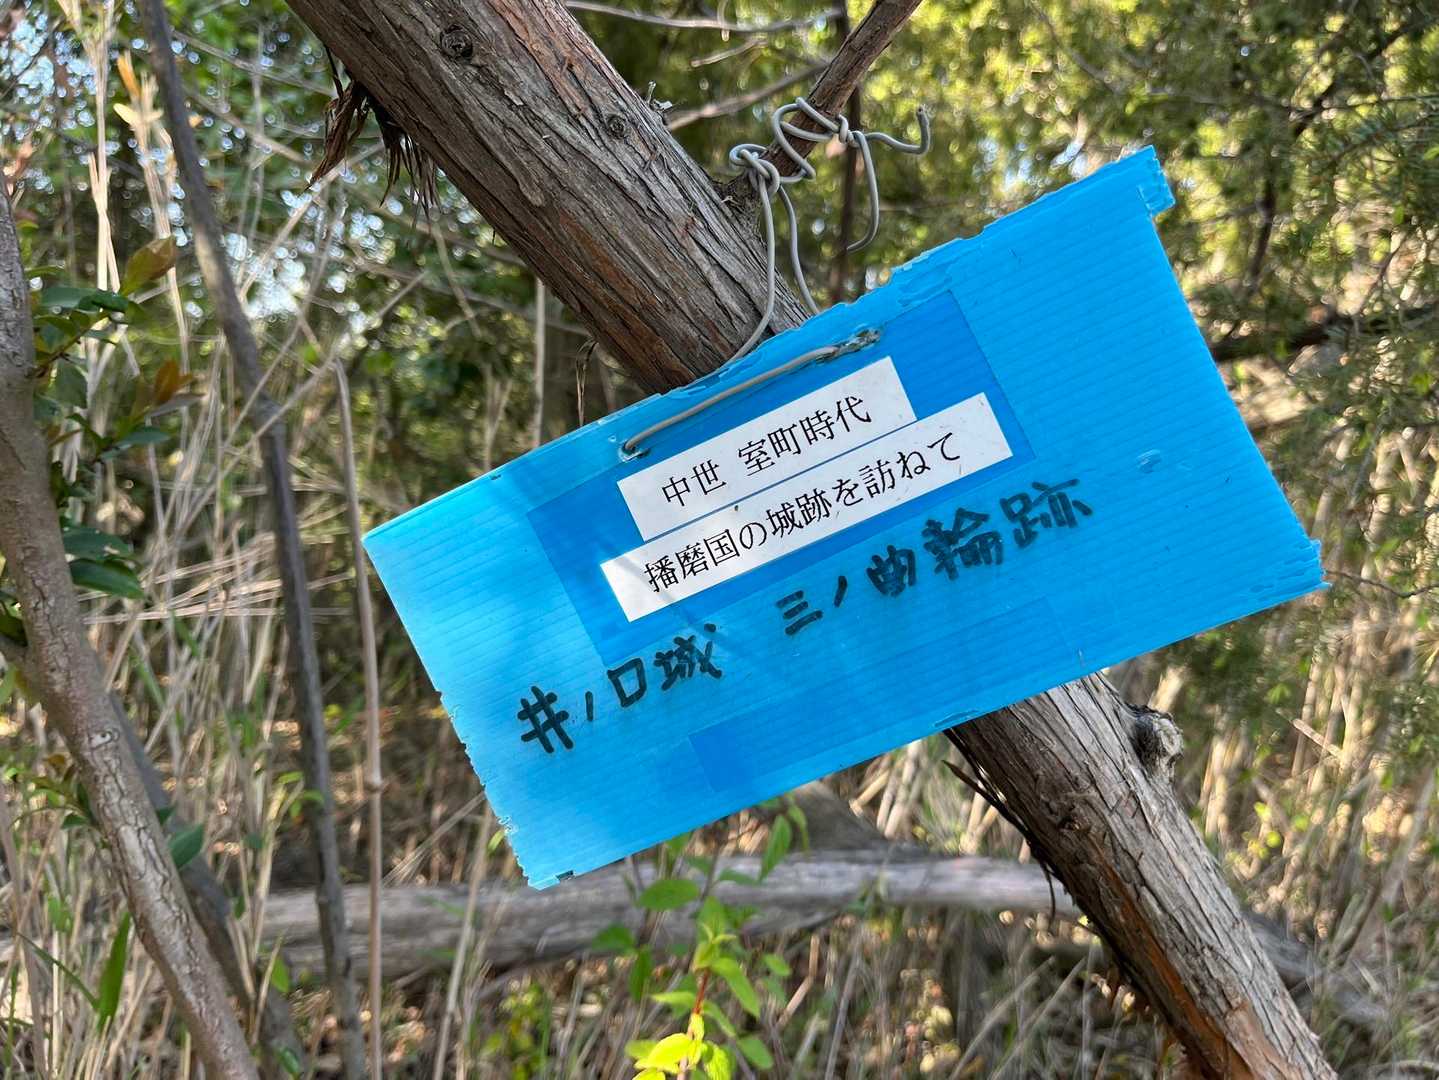 中世 室町時代
播磨国の城跡を訪ねて
井ノ口城 三ノ曲輪跡